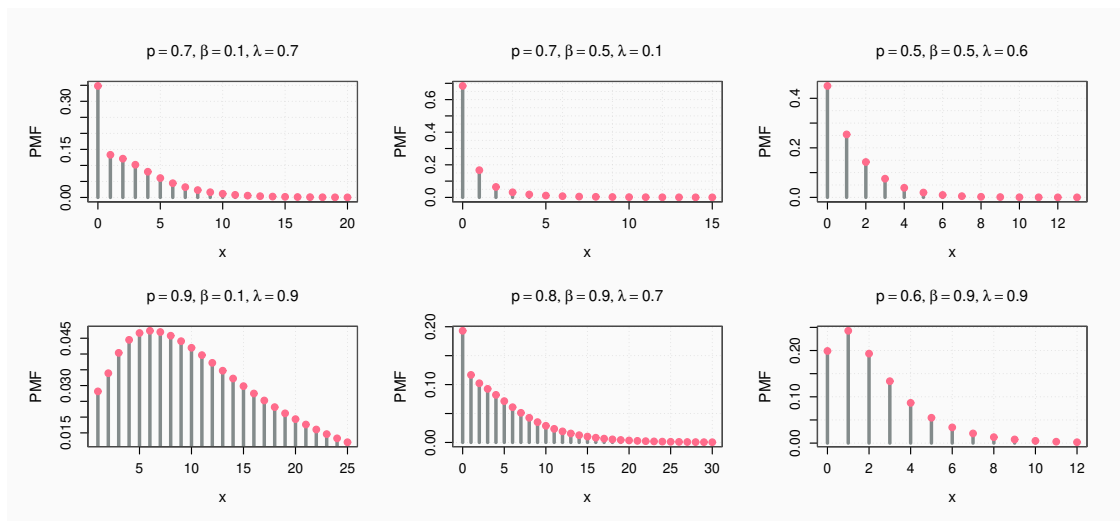 p = 0.7, β = 0.1, λ = 0.7
PMF
0.00 0.15 0.30
0 5 10 15 20
x
p = 0.7, β = 0.5, λ = 0.1
PMF
0.0 0.2 0.4 0.6
0 5 10 15
x
p = 0.5, β = 0.5, λ = 0.6
PMF
0.0 0.2 0.4
0 2 4 6 8 10 12
x
p = 0.9, β = 0.1, λ = 0.9
PMF
0.015 0.030 0.045
5 10 15 20 25
x
p = 0.8, β = 0.9, λ = 0.7
PMF
0.00 0.10 0.20
0 5 10 15 20 25 30
x
p = 0.6, β = 0.9, λ = 0.9
PMF
0.00 0.10 0.20
0 2 4 6 8 10 12
x